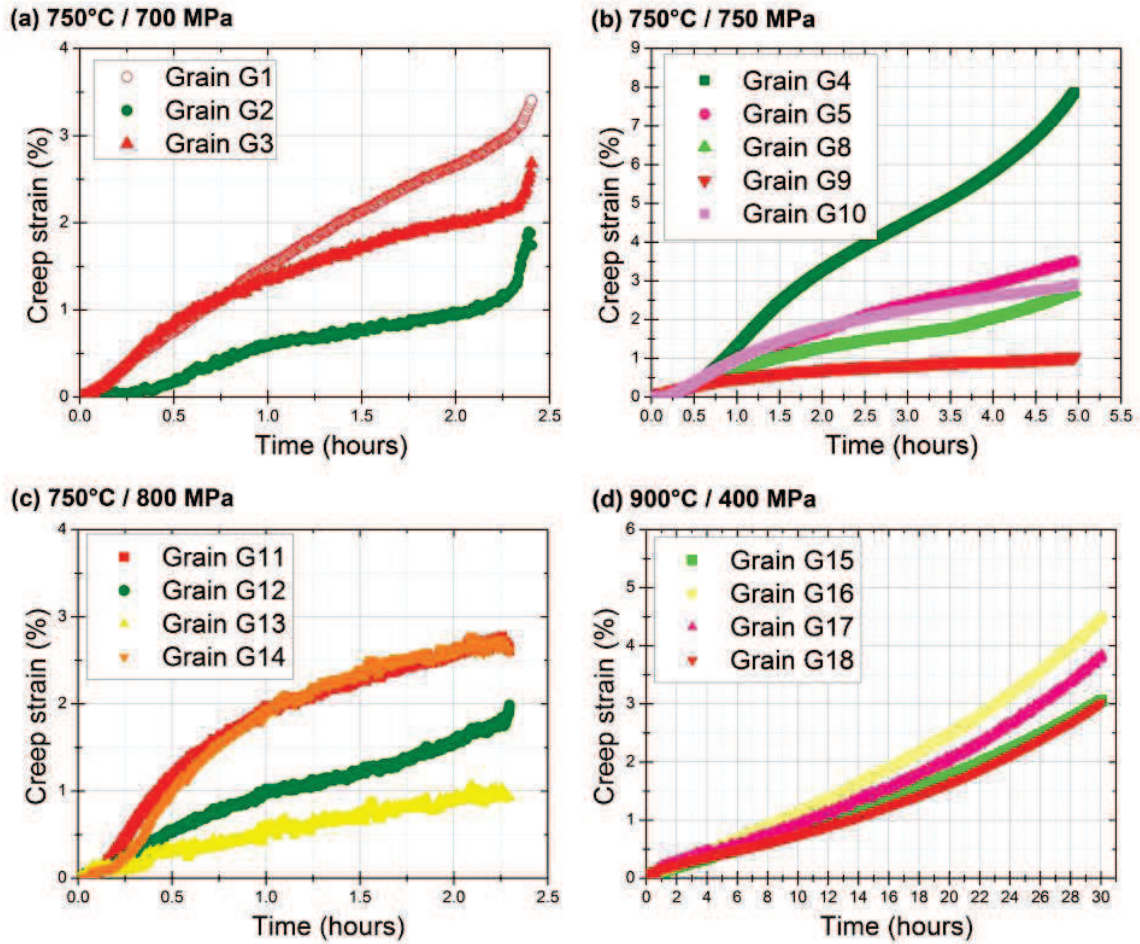 (a) 750°C / 700 MPa
4
3
2
1
0
Creep strain (%)
Grain G1
Grain G2
Grain G3
0.0 0.5 1.0 1.5 2.0 2.5
Time (hours)
(b) 750°C / 750 MPa
9
8
7
6
5
4
3
2
1
0
Creep strain (%)
Grain G4
Grain G5
Grain G8
Grain G9
Grain G10
0.0 0.5 1.0 1.5 2.0 2.5 3.0 3.5 4.0 4.5 5.0 5.5
Time (hours)
(c) 750°C / 800 MPa
4
3
2
1
0
Creep strain (%)
Grain G11
Grain G12
Grain G13
Grain G14
0.0 0.5 1.0 1.5 2.0 2.5
Time (hours)
(d) 900°C / 400 MPa
6
5
4
3
2
1
0
Creep strain (%)
Grain G15
Grain G16
Grain G17
Grain G18
0 2 4 6 8 10 12 14 16 18 20 22 24 26 28 30
Time (hours)